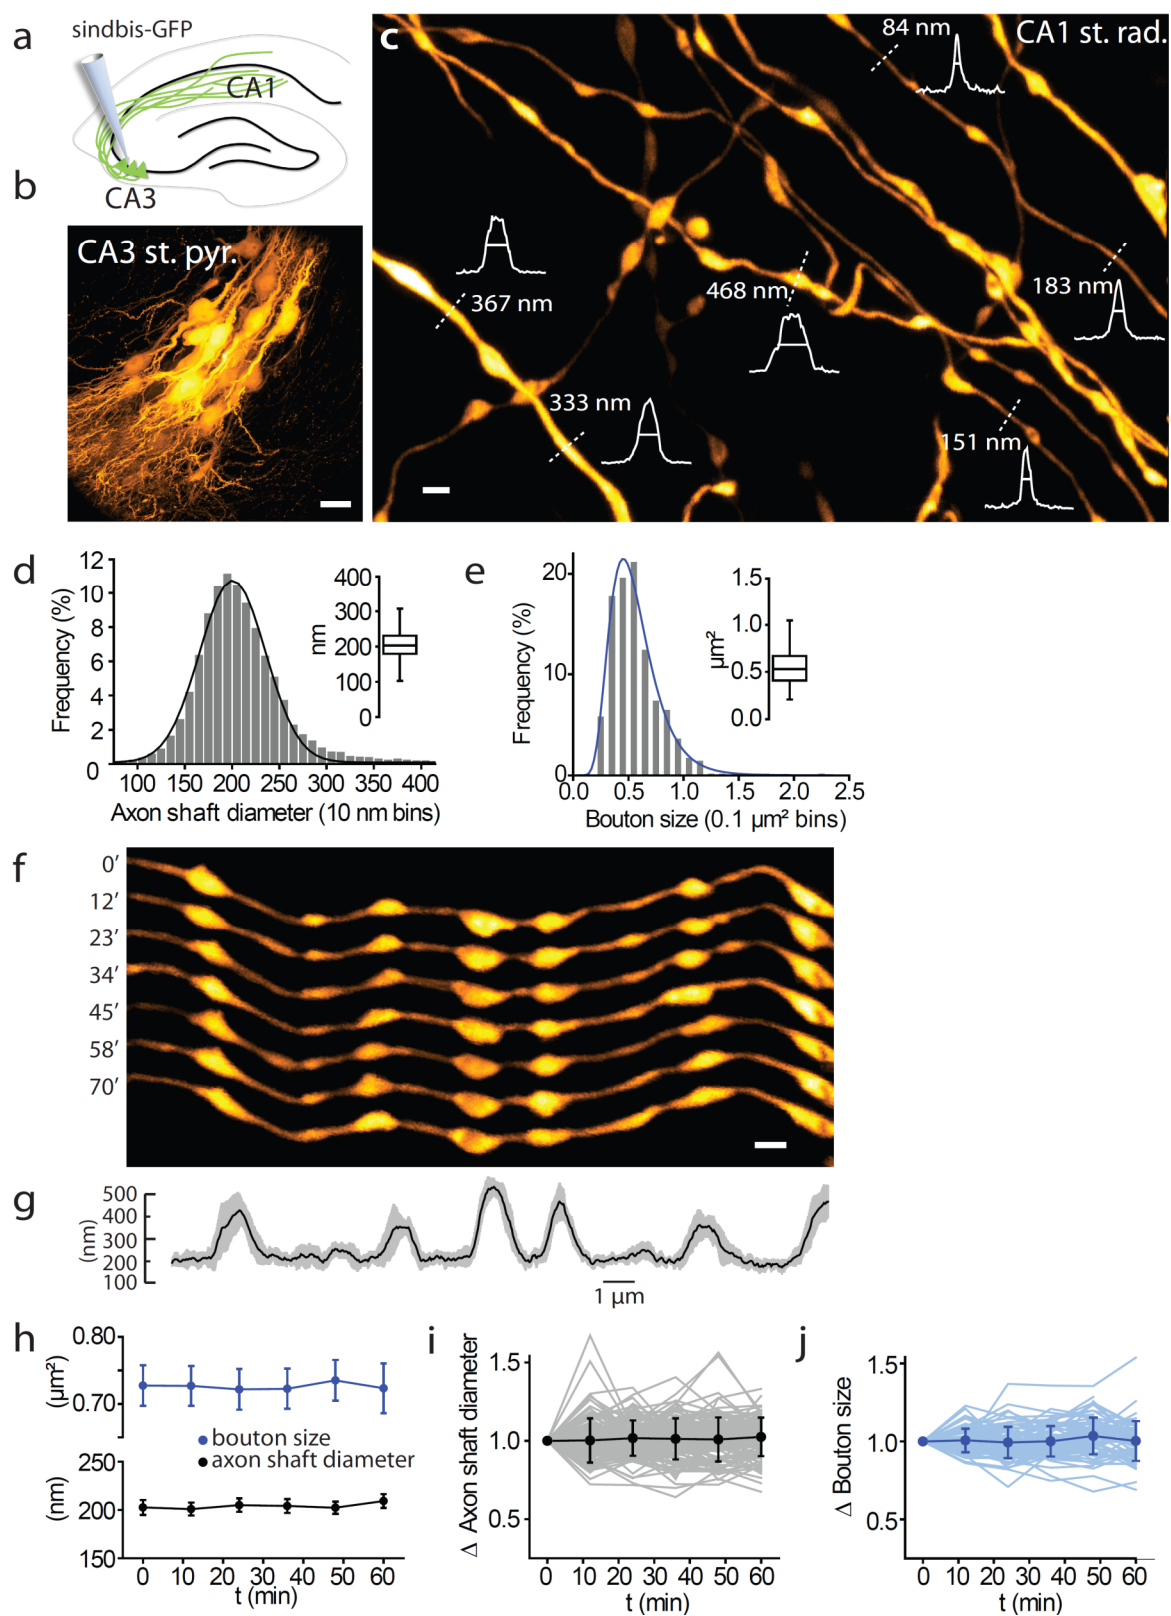 a
sindbis-GFP
CA1
CA3
b
CA3 st. pyr.
c
CA1 st. rad.
84 nm
367 nm
468 nm
183 nm
333 nm
151 nm
d
Frequency (%)
12
10
8
6
4
2
0
100 150 200 250 300 350 400
Axon shaft diameter (10 nm bins)
nm
400
300
200
100
0
e
Frequency (%)
20
10
0
0.0 0.5 1.0 1.5 2.0 2.5
Bouton size (0.1 µm² bins)
µm²
1.5
1.0
0.5
0.0
f
0′
12′
23′
34′
45′
58′
70′
g
(nm)
500
400
300
200
100
1 µm
h
(µm²)
0.80
0.70
bouton size
axon shaft diameter
(nm)
250
200
150
0 10 20 30 40 50 60
t (min)
i
Δ Axon shaft diameter
1.5
1.0
0.5
0 10 20 30 40 50 60
t (min)
j
Δ Bouton size
1.5
1.0
0.5
0 10 20 30 40 50 60
t (min)